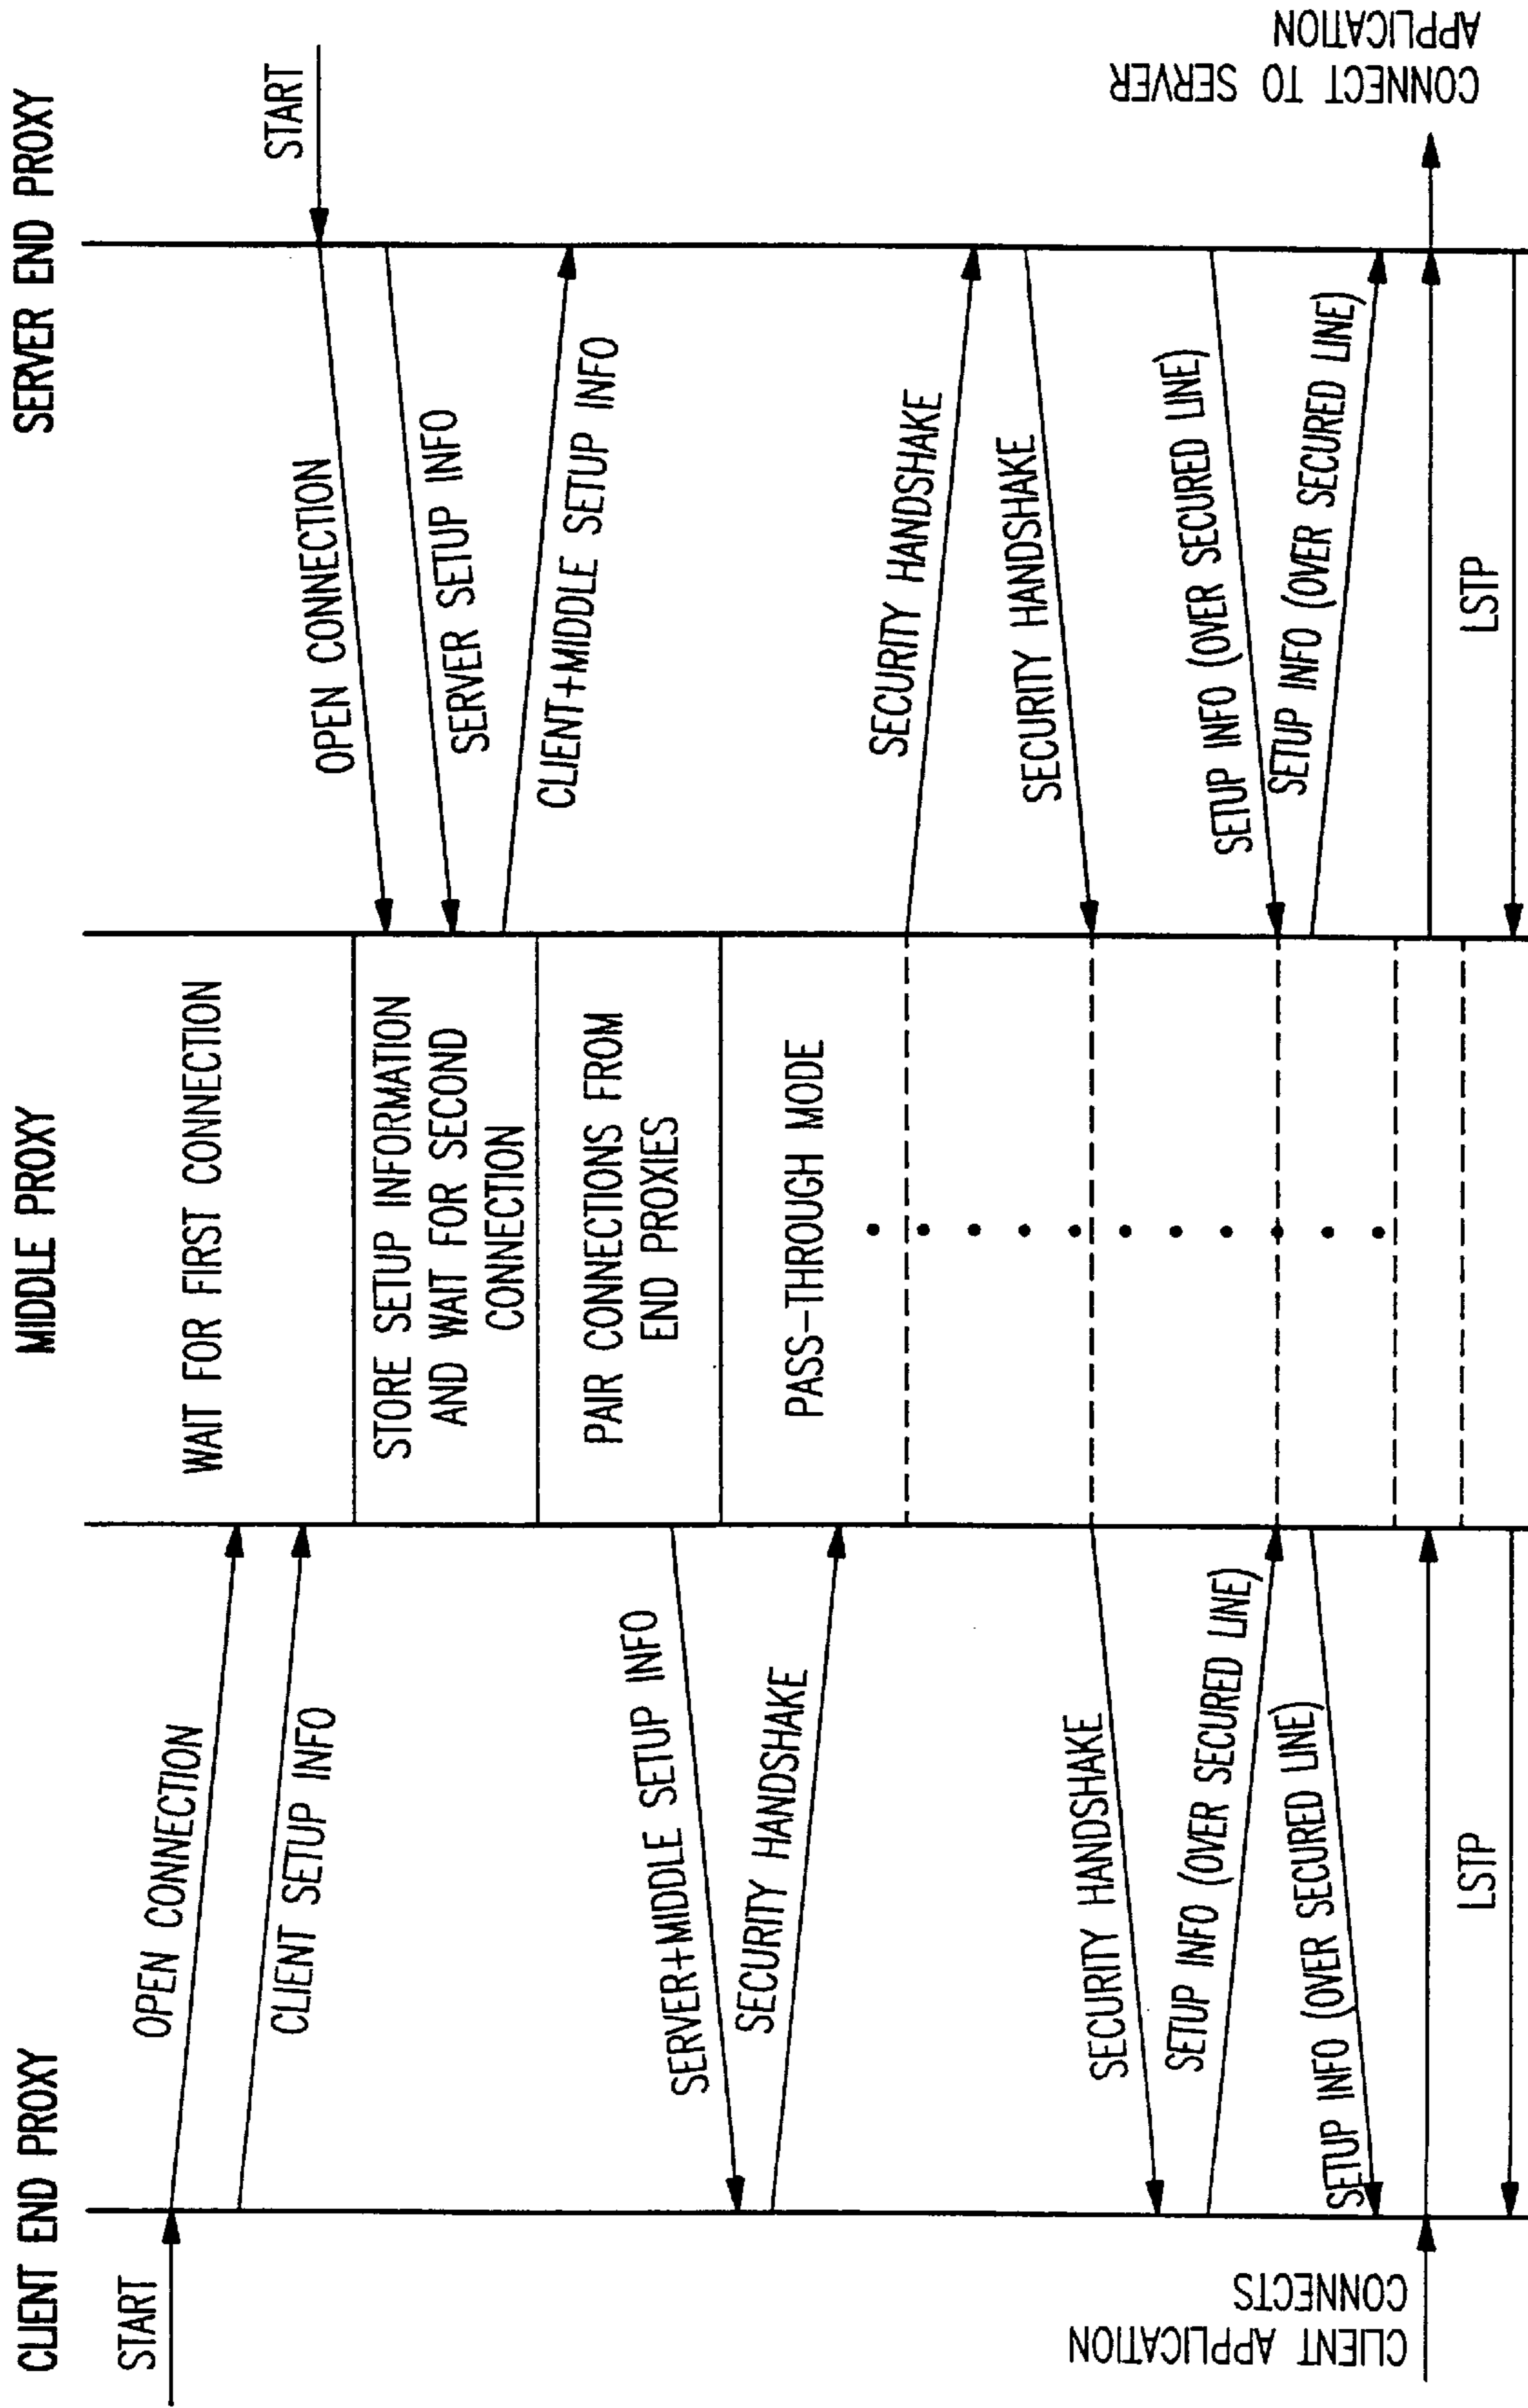 CLIENT END PROXY
MIDDLE PROXY
SERVER END PROXY
START
OPEN CONNECTION
CLIENT SETUP INFO
WAIT FOR FIRST CONNECTION
START
OPEN CONNECTION
STORE SETUP INFORMATION
AND WAIT FOR SECOND
CONNECTION
SERVER SETUP INFO
CLIENT+MIDDLE SETUP INFO
PAIR CONNECTIONS FROM
END PROXIES
SERVER+MIDDLE SETUP INFO
SECURITY HANDSHAKE
PASS-THROUGH MODE
SECURITY HANDSHAKE
SECURITY HANDSHAKE
SECURITY HANDSHAKE
SETUP INFO (OVER SECURED LINE)
SETUP INFO (OVER SECURED LINE)
SETUP INFO (OVER SECURED LINE)
SETUP INFO (OVER SECURED LINE)
CLIENT APPLICATION
CONNECTS
CONNECT TO SERVER
APPLICATION
LSTP
LSTP